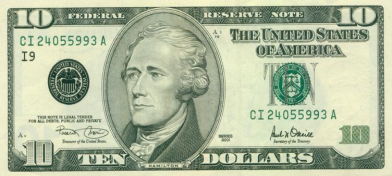 10 FEDERAL RESERVE NOTE 10
THE UNITED STATES
OF AMERICA
CI 24055993 A
I9
CI 24055993 A
THIS NOTE IS LEGAL TENDER
FOR ALL DEBTS, PUBLIC AND PRIVATE
Treasurer of the United States.
SERIES
2001
Secretary of the Treasury.
10
HAMILTON
10 TEN DOLLARS